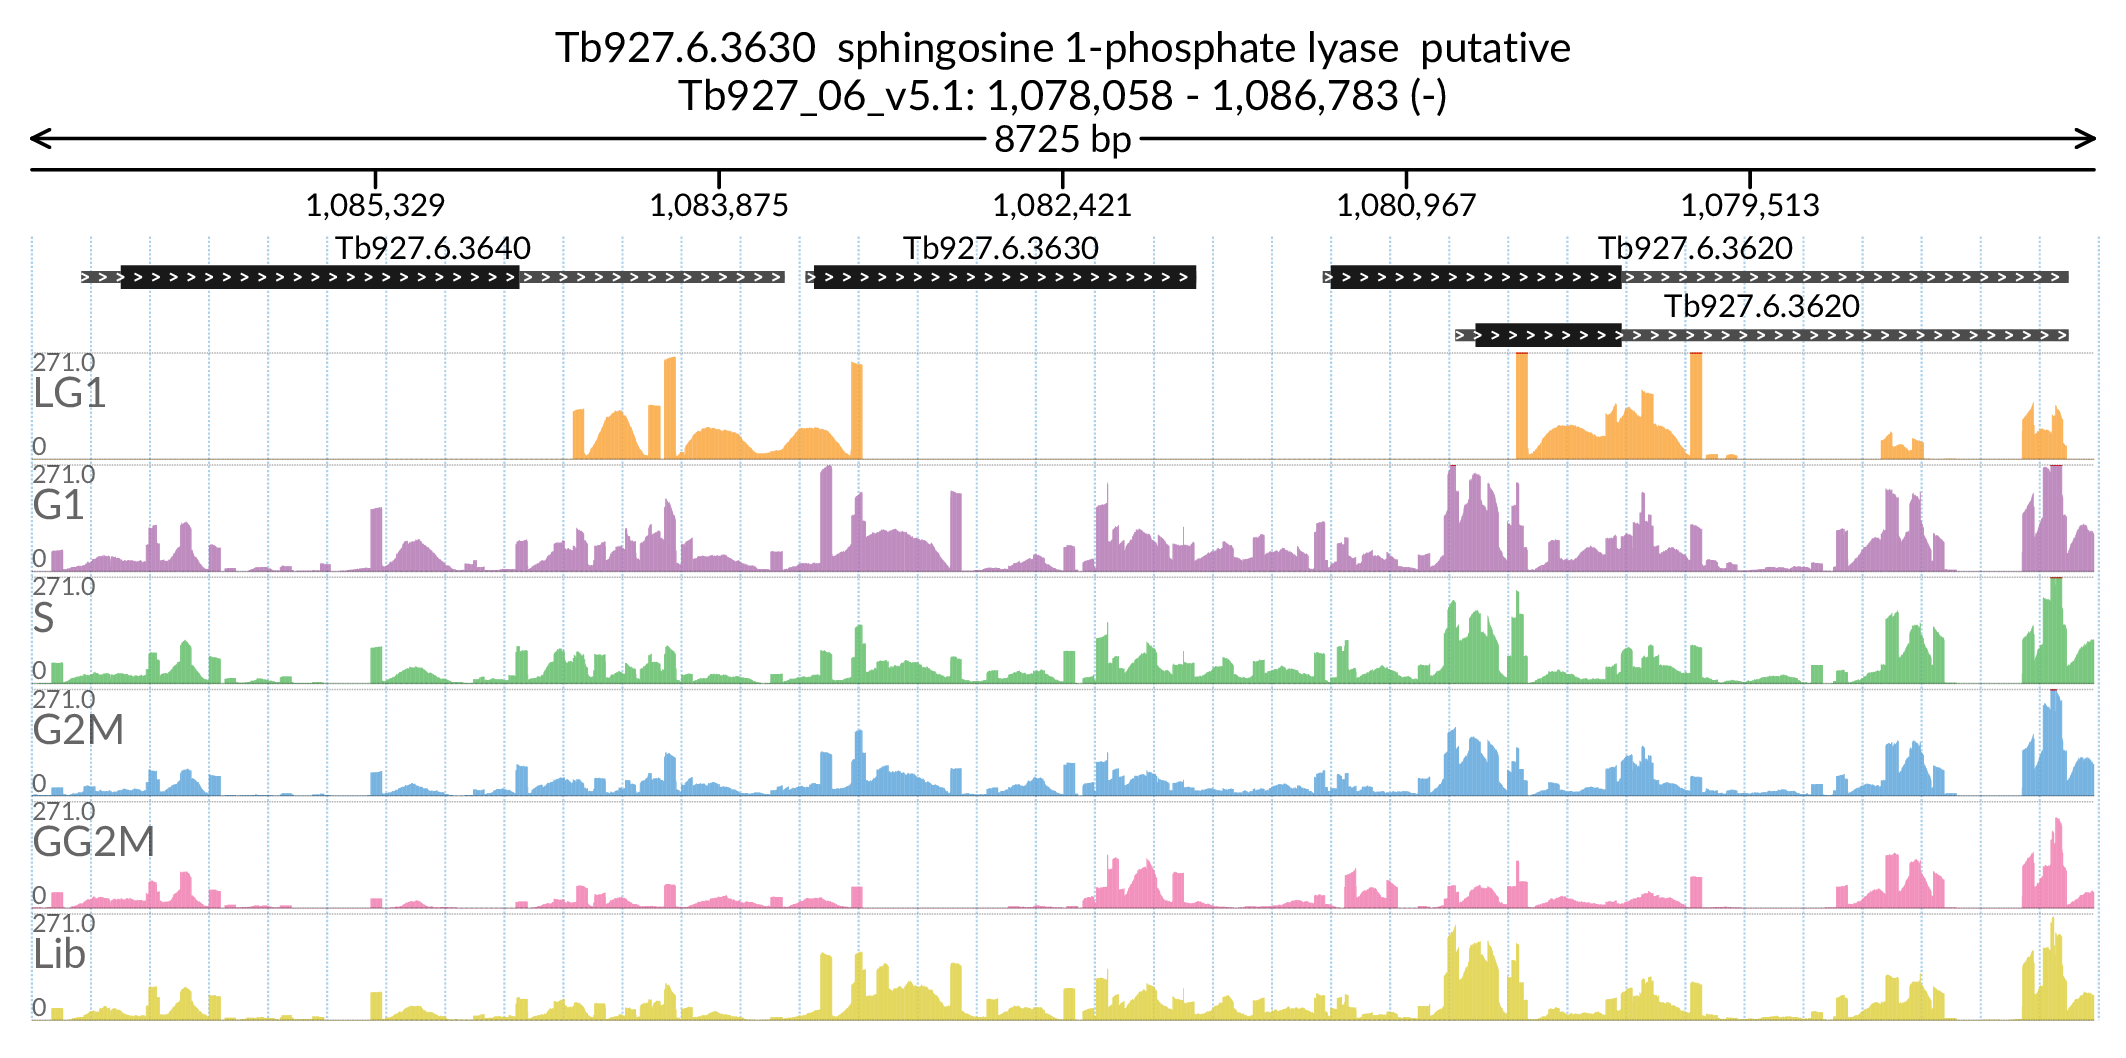 Tb927.6.3630  sphingosine 1-phosphate lyase  putative
Tb927_06_v5.1: 1,078,058 - 1,086,783 (-)
8725 bp
1,085,329 1,083,875 1,082,421 1,080,967 1,079,513
Tb927.6.3640 Tb927.6.3630 Tb927.6.3620
Tb927.6.3620
271.0
LG1
0
271.0
G1
0
271.0
S
0
271.0
G2M
0
271.0
GG2M
0
271.0
Lib
0